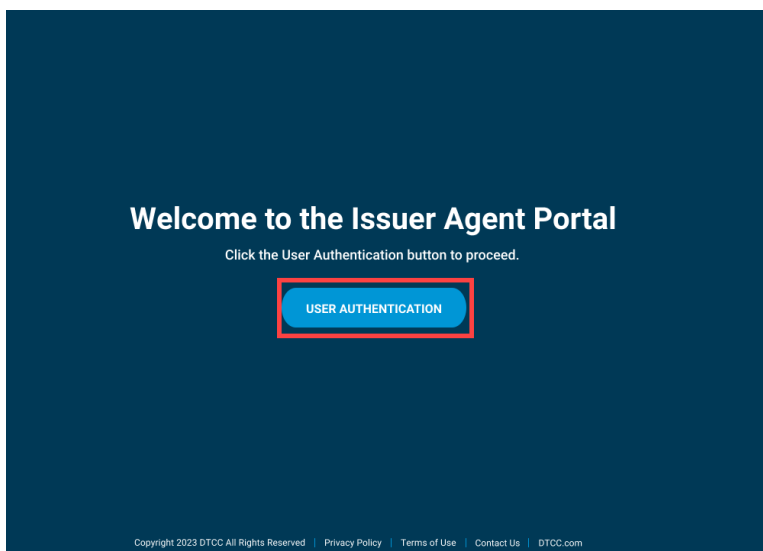 Welcome to the Issuer Agent Portal
Click the User Authentication button to proceed.
USER AUTHENTICATION
Copyright 2023 DTCC All Rights Reserved | Privacy Policy | Terms of Use | Contact Us | DTCC.com